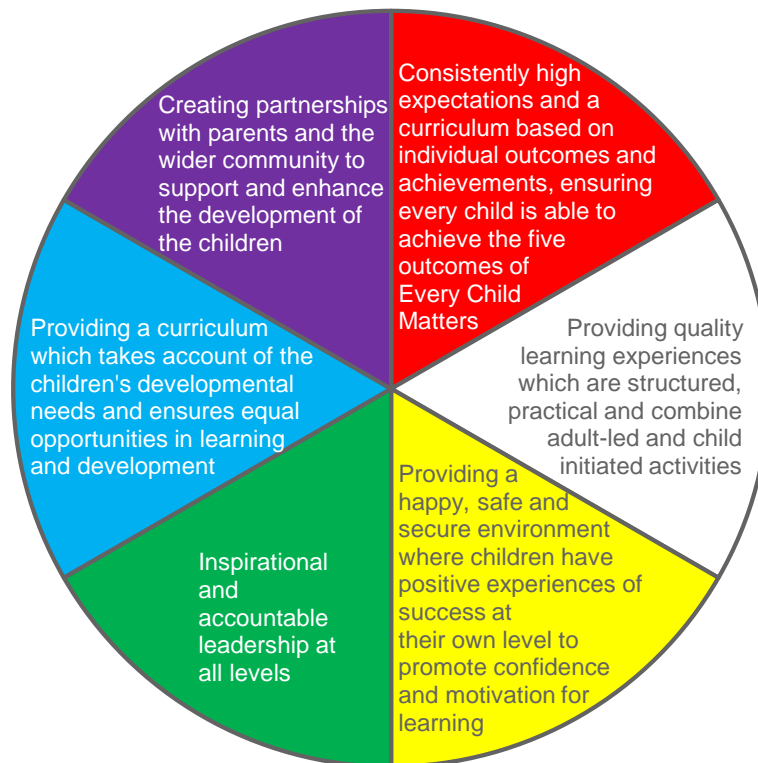 Consistently high
expectations and a
curriculum based on
individual outcomes and
achievements, ensuring
every child is able to
achieve the five
outcomes of
Every Child
Matters
Providing quality
learning experiences
which are structured,
practical and combine
adult-led and child
initiated activities
Providing a
happy, safe and
secure environment
where children have
positive experiences of
success at
their own level to
promote confidence
and motivation for
learning
Inspirational
and
accountable
leadership at
all levels
Providing a curriculum
which takes account of the
children's developmental
needs and ensures equal
opportunities in learning
and development
Creating partnerships
with parents and the
wider community to
support and enhance
the development of
the children